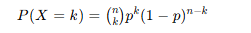 P(X = k) = \binom{n}{k} p^k (1 − p)^{n−k}